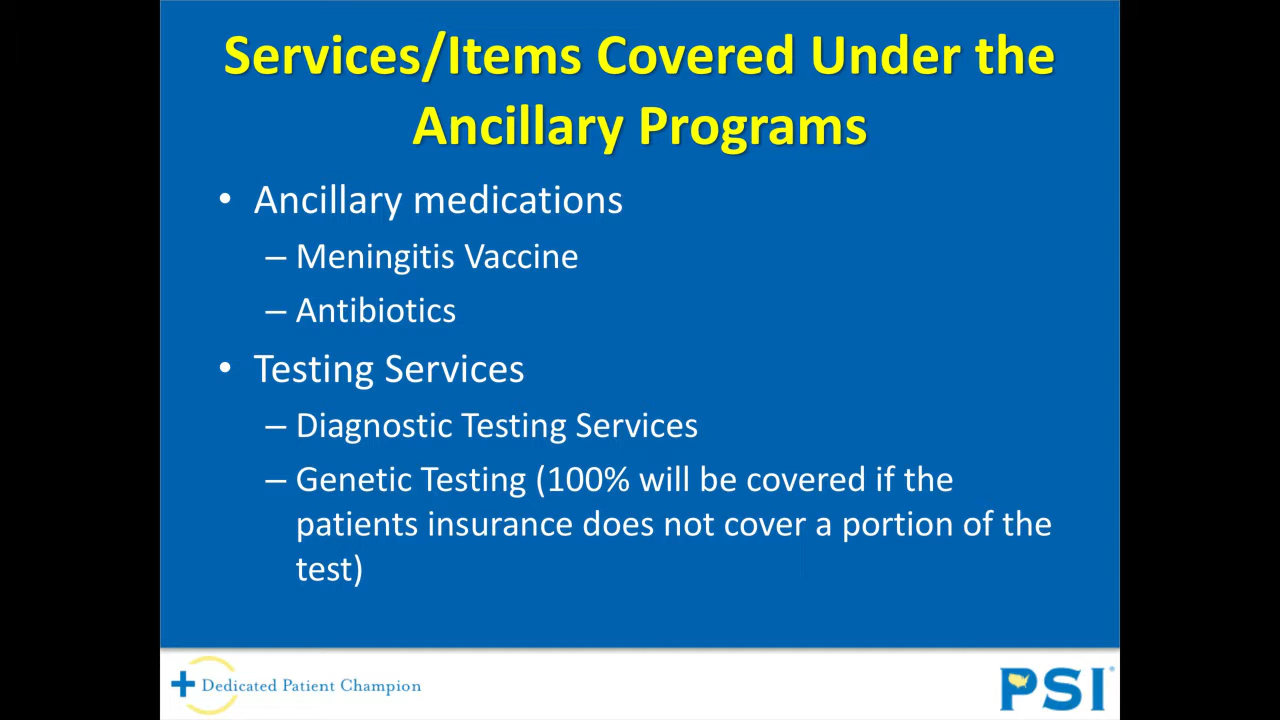 Services/Items Covered Under the
Ancillary Programs
• Ancillary medications
– Meningitis Vaccine
– Antibiotics
• Testing Services
– Diagnostic Testing Services
– Genetic Testing (100% will be covered if the
patients insurance does not cover a portion of the
test)
Dedicated Patient Champion
PSI®